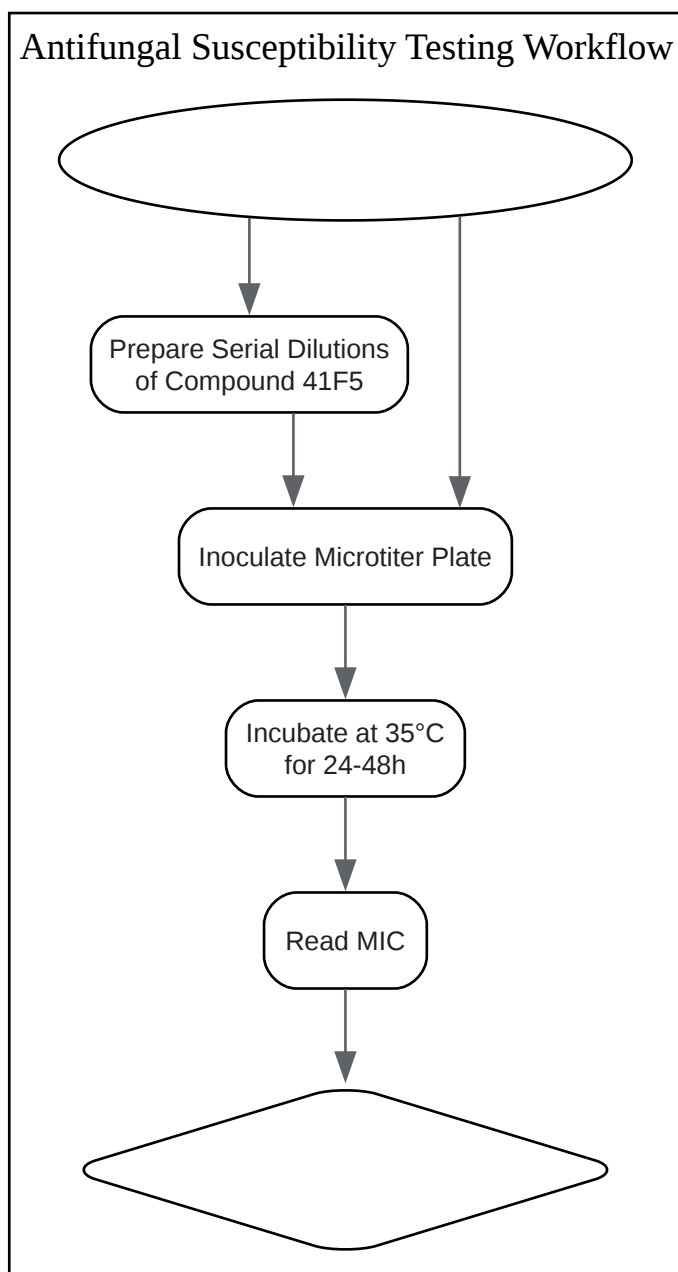 Antifungal Susceptibility Testing Workflow
Prepare Serial Dilutions
of Compound 41F5
Inoculate Microtiter Plate
Incubate at 35°C
for 24-48h
Read MIC